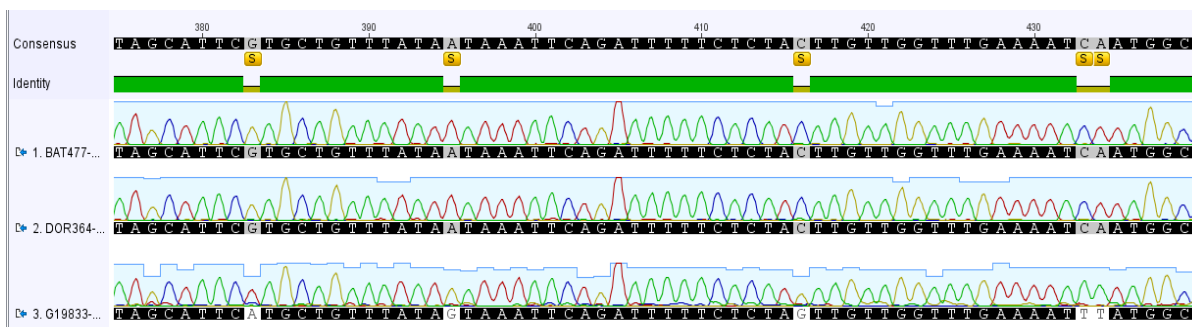 380 390 400 410 420 430
Consensus TAGCATTCGTGCTGTTTATAATAAATTCAGATTTTTCTCTACTTGTTGGTTTGAAAATCAATGGC
S S S S S
Identity
1. BAT477-... TAGCATTCGTGCTGTTTATAATAAATTCAGATTTTTCTCTACTTGTTGGTTTGAAAATCAATGGC
2. DOR364-... TAGCATTCGTGCTGTTTATAATAAATTCAGATTTTTCTCTACTTGTTGGTTTGAAAATCAATGGC
3. G19833-... TAGCATTCATGCTGTTTATAGTAAATTCAGATTTTTCTCTAGTTGTTGGTTTGAAAATTTATGGC